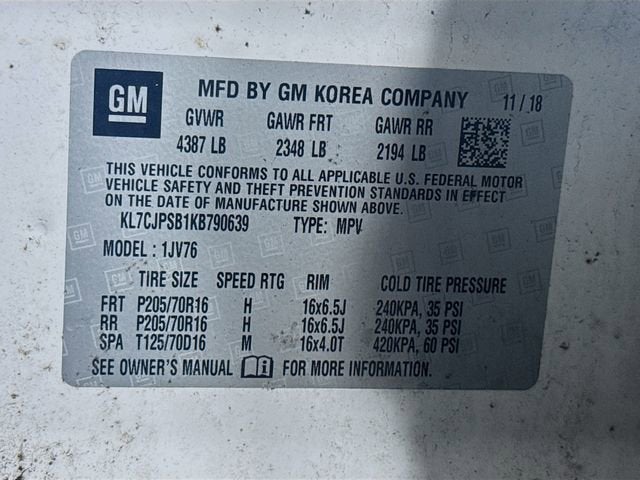 GM MFD BY GM KOREA COMPANY 11/18
GVWR GAWR FRT GAWR RR
4387 LB 2348 LB 2194 LB
THIS VEHICLE CONFORMS TO ALL APPLICABLE U.S. FEDERAL MOTOR
VEHICLE SAFETY AND THEFT PREVENTION STANDARDS IN EFFECT
ON THE DATE OF MANUFACTURE SHOWN ABOVE.
KL7CJPSB1KB790639 TYPE: MPV
MODEL : 1JV76
TIRE SIZE SPEED RTG RIM COLD TIRE PRESSURE
FRT P205/70R16 H 16x6.5J 240KPA, 35 PSI
RR P205/70R16 H 16x6.5J 240KPA, 35 PSI
SPA T125/70D16 M 16x4.0T 420KPA, 60 PSI
SEE OWNER'S MANUAL FOR MORE INFORMATION.